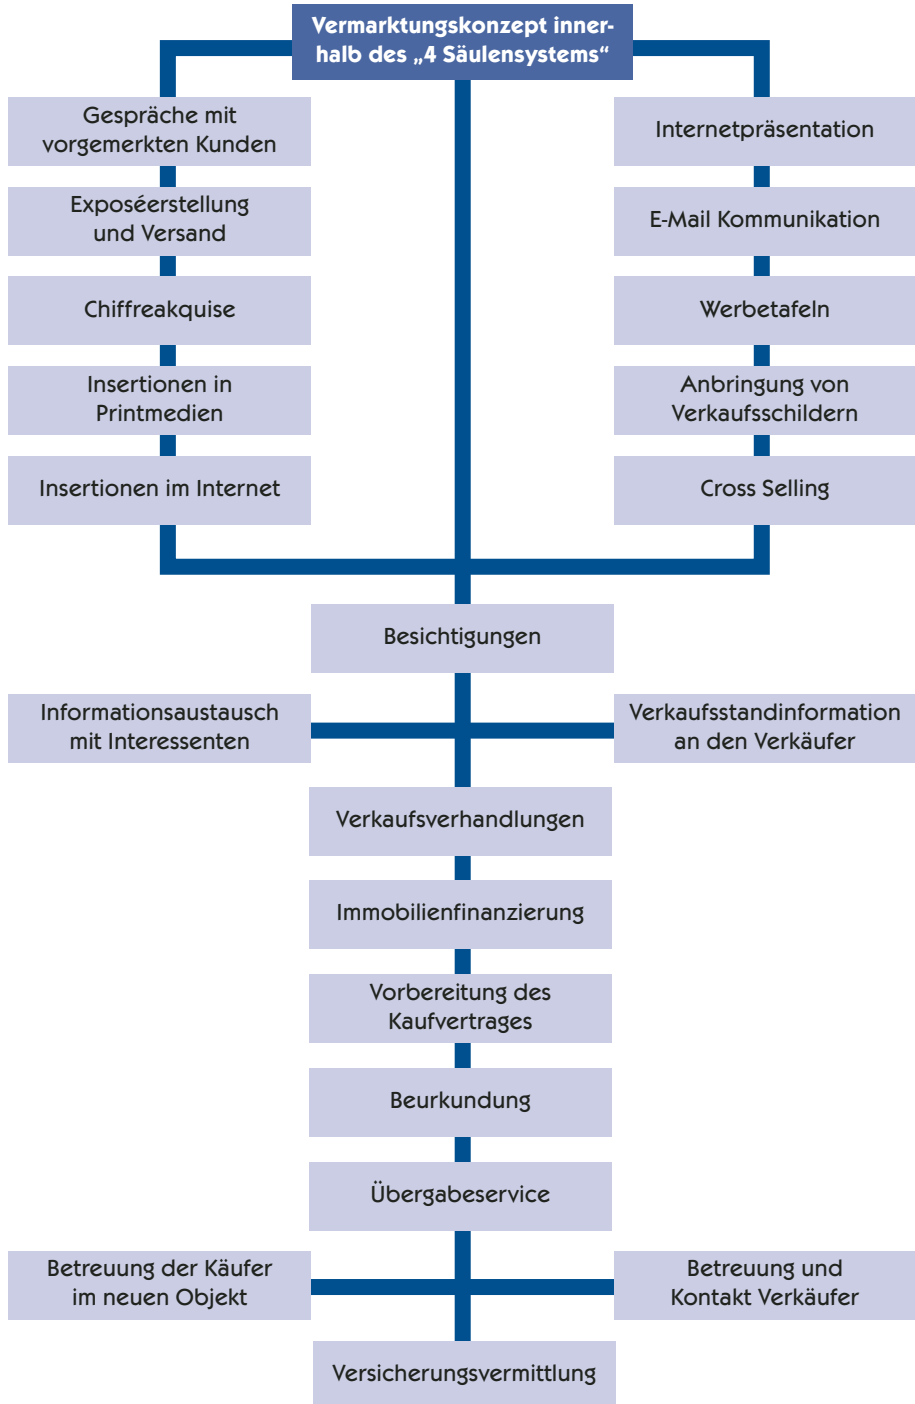 Vermarktungskonzept inner-
halb des „4 Säulensystems“
Gespräche mit
vorgemerkten Kunden
Exposéerstellung
und Versand
Chiffreakquise
Insertionen in
Printmedien
Insertionen im Internet
Internetpräsentation
E-Mail Kommunikation
Werbetafeln
Anbringung von
Verkaufsschildern
Cross Selling
Besichtigungen
Informationsaustausch
mit Interessenten
Verkaufsstandinformation
an den Verkäufer
Verkaufsverhandlungen
Immobilienfinanzierung
Vorbereitung des
Kaufvertrages
Beurkundung
Übergabeservice
Betreuung der Käufer
im neuen Objekt
Betreuung und
Kontakt Verkäufer
Versicherungsvermittlung